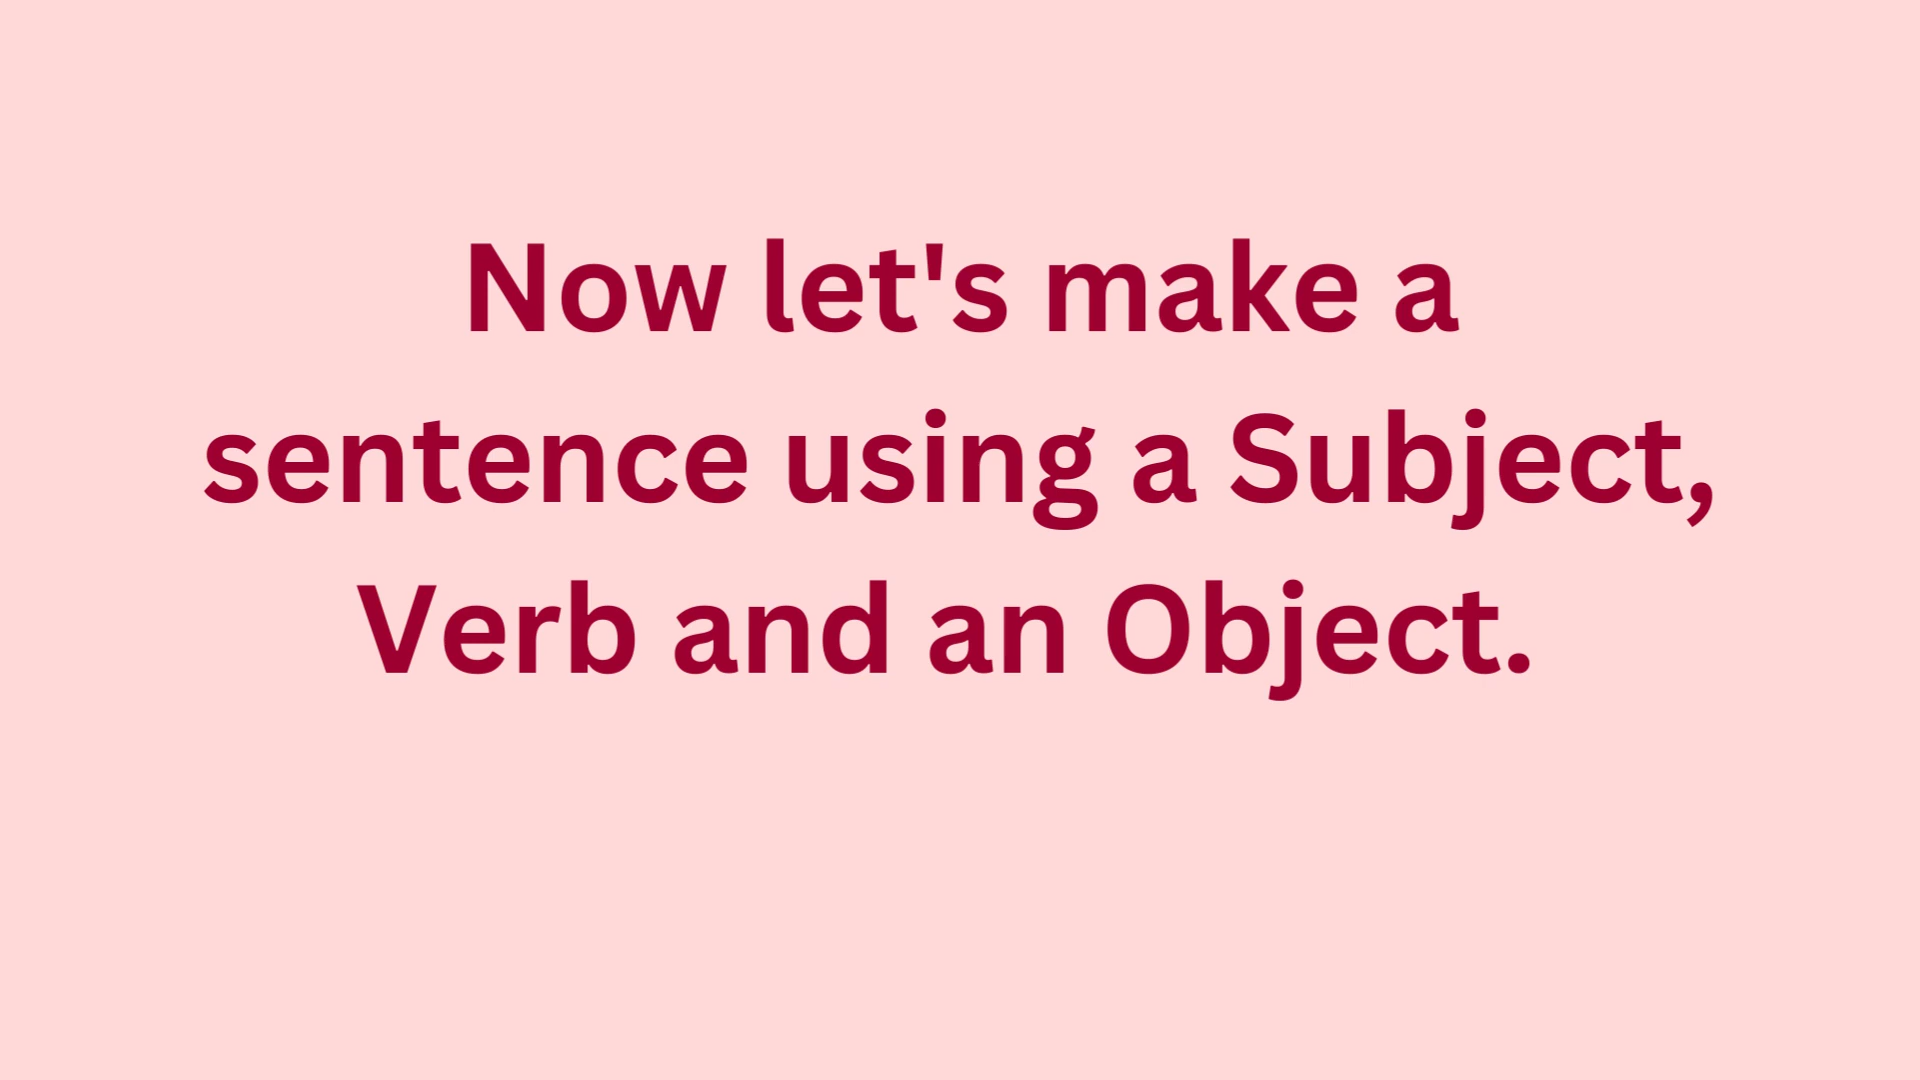 Now let's make a
sentence using a Subject,
Verb and an Object.